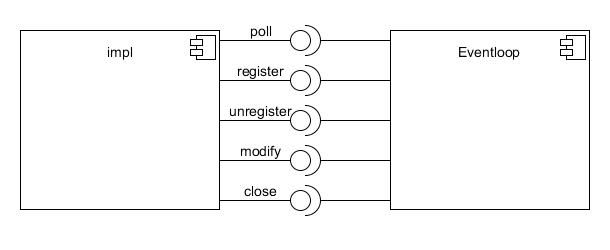 poll
impl
Eventloop
register
unregister
modify
close